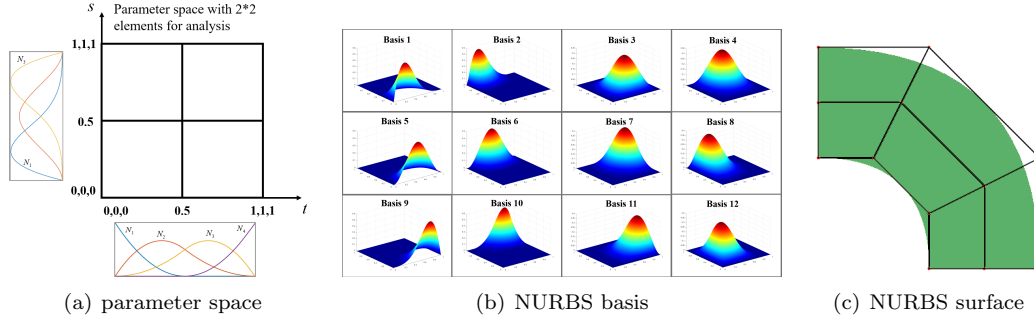 s
Parameter space with 2*2
elements for analysis
1,1,1
0.5
0,0,0
0,0,0
0.5
1,1,1
t
N1
N1
N2
N3
N4
Basis 1
Basis 2
Basis 3
Basis 4
Basis 5
Basis 6
Basis 7
Basis 8
Basis 9
Basis 10
Basis 11
Basis 12
(a) parameter space
(b) NURBS basis
(c) NURBS surface